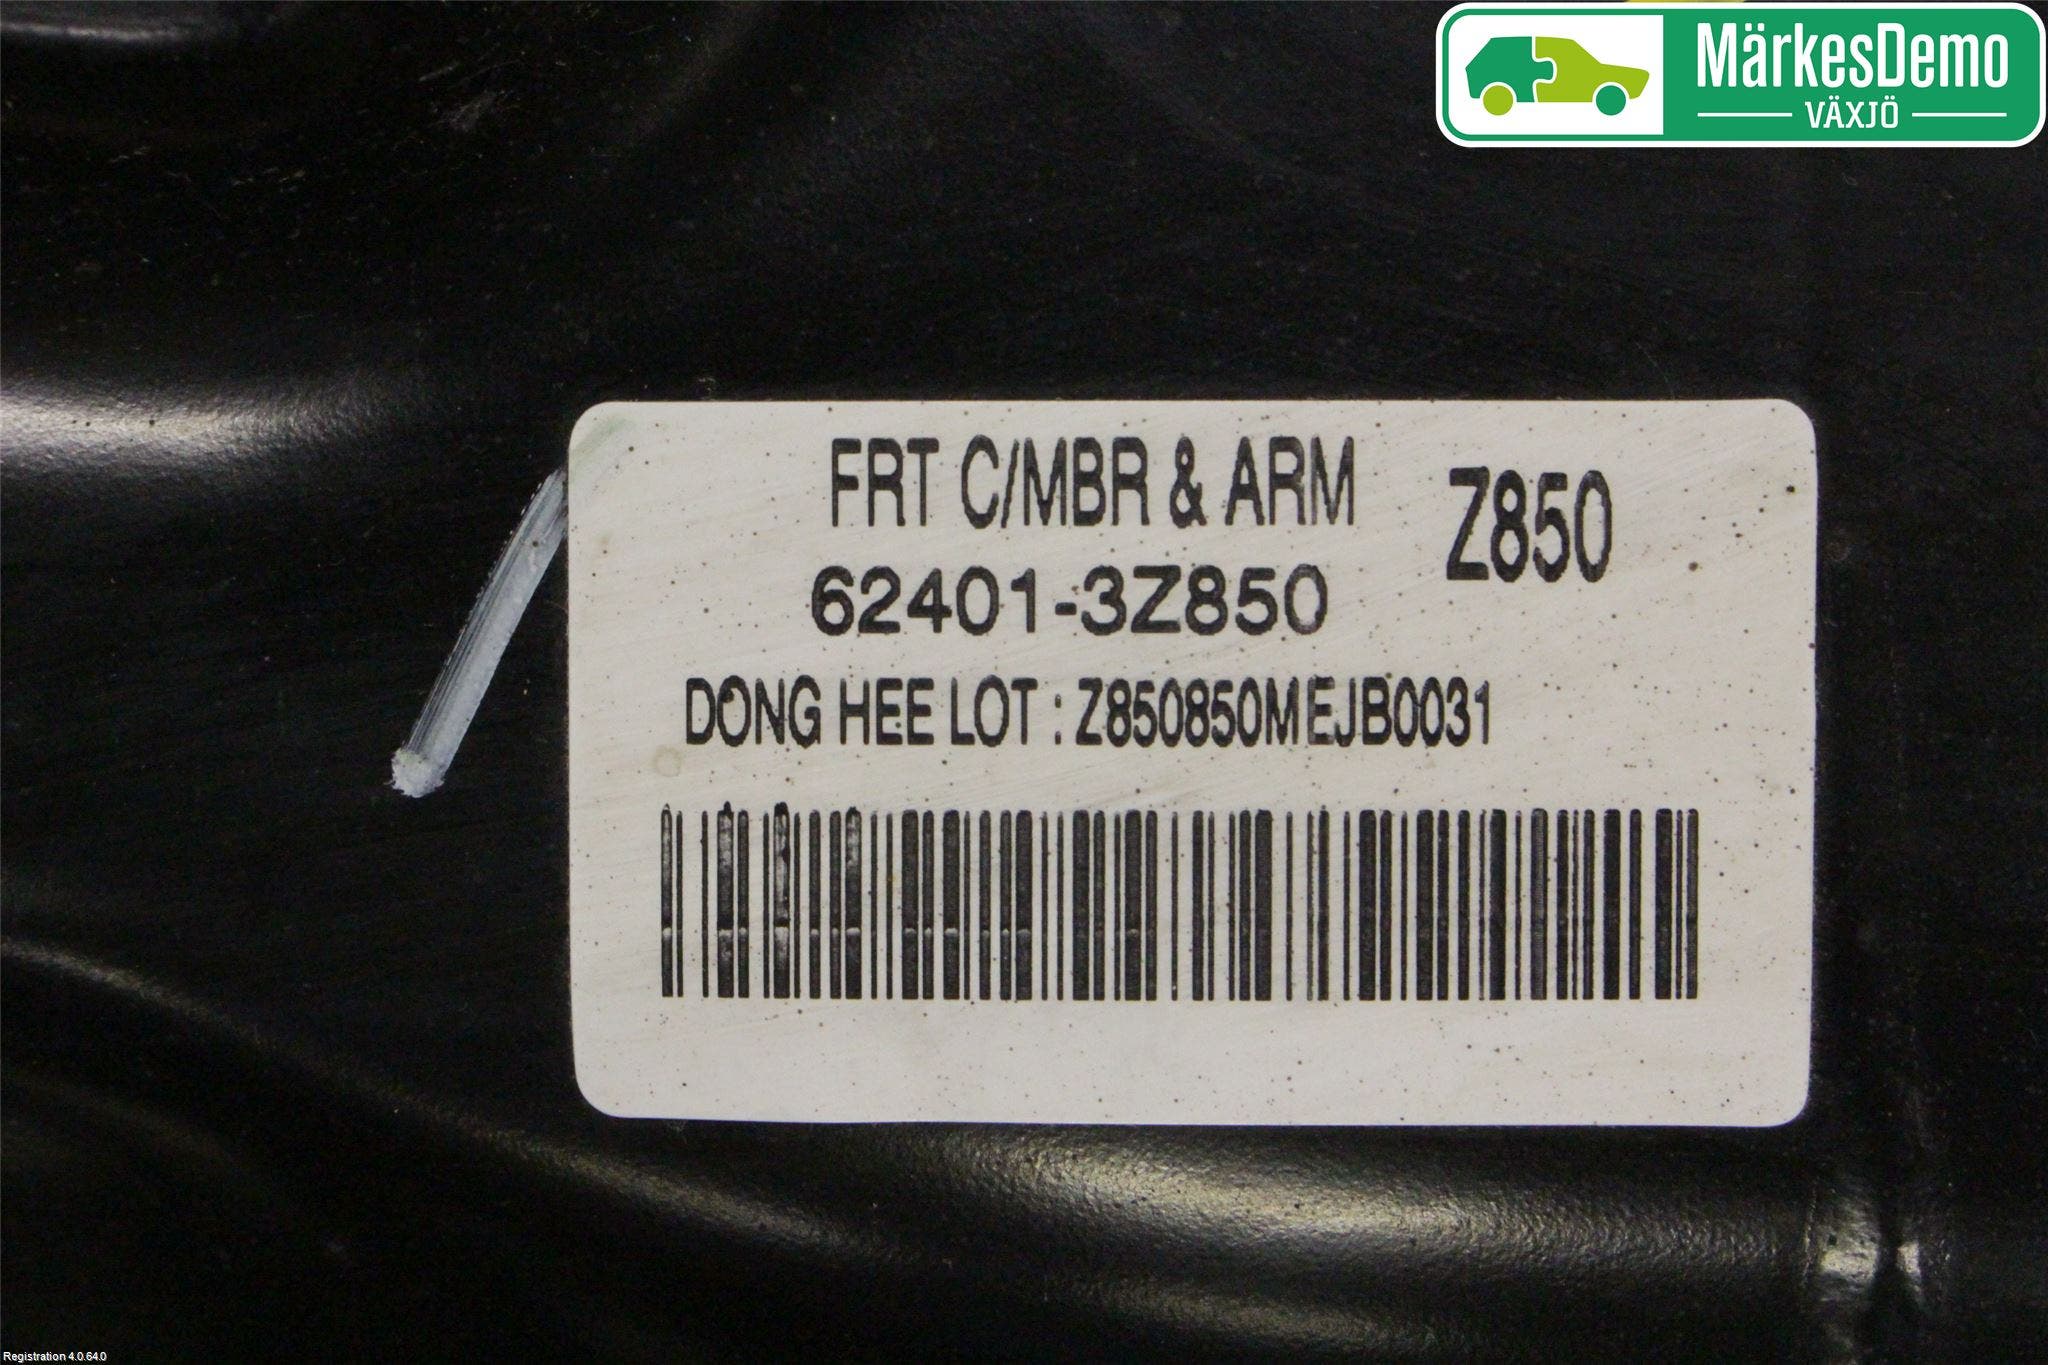 MärkesDemo
VÄXJÖ
FRT C/MBR & ARM
Z850
62401-3Z850
DONG HEE LOT : Z850850MEJB0031
Registration 4.0.64.0